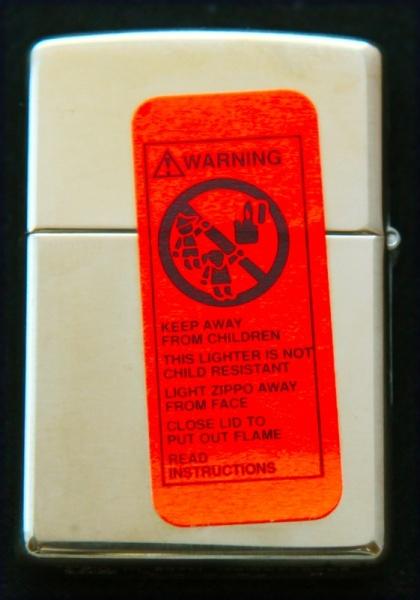 WARNING
KEEP AWAY
FROM CHILDREN
THIS LIGHTER IS NOT
CHILD RESISTANT
LIGHT ZIPPO AWAY
FROM FACE
CLOSE LID TO
PUT OUT FLAME
READ
INSTRUCTIONS